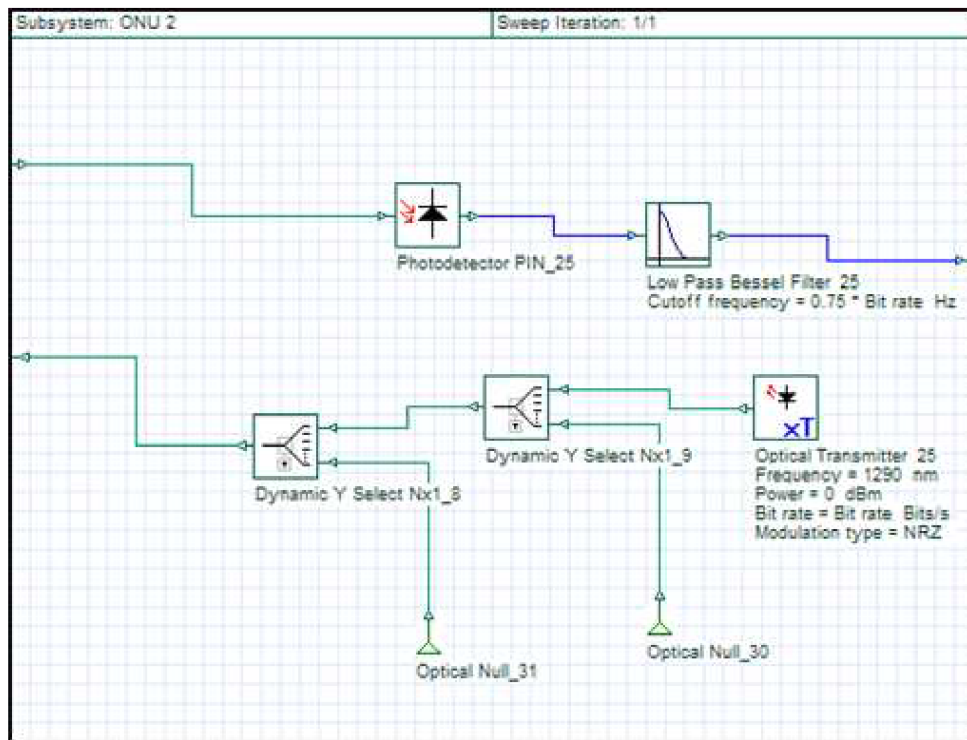 Subsystem: ONU 2
Sweep Iteration: 1/1
Photodetector PIN_25
Low Pass Bessel Filter 25
Cutoff frequency = 0.75 * Bit rate Hz
Dynamic Y Select Nx1_9
Dynamic Y Select Nx1_8
xT
Optical Transmitter 25
Frequency = 1290 nm
Power = 0 dBm
Bit rate = Bit rate Bits/s
Modulation type = NRZ
Optical Null_30
Optical Null_31